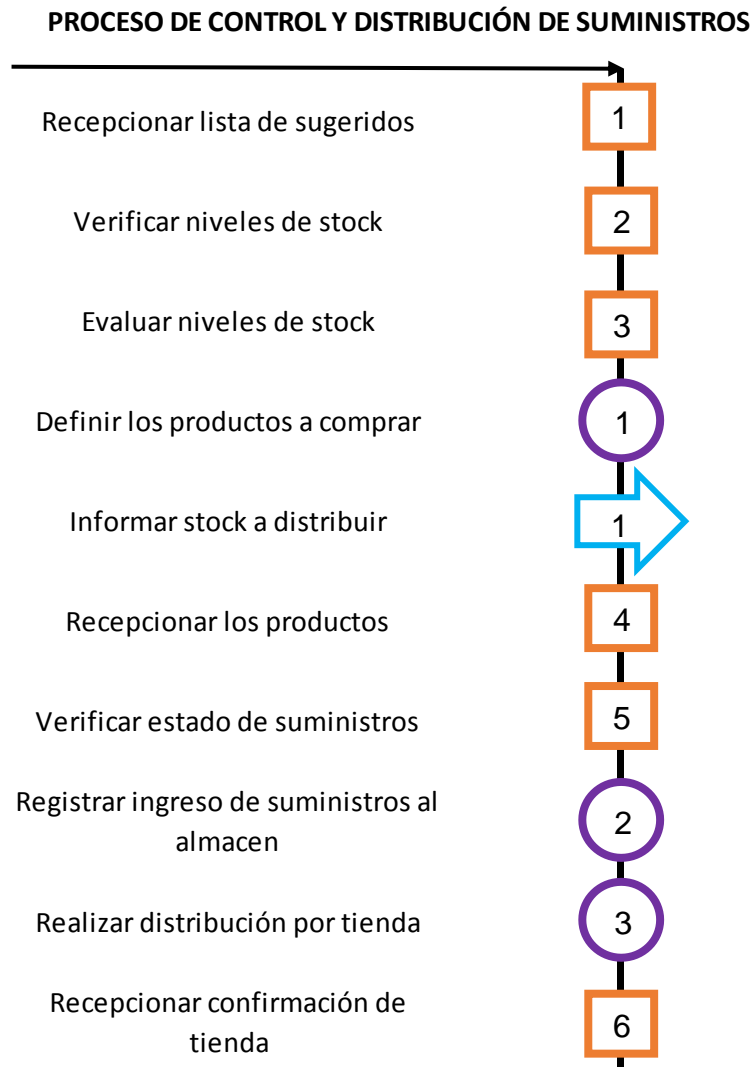 PROCESO DE CONTROL Y DISTRIBUCIÓN DE SUMINISTROS
Recepcionar lista de sugeridos
1
Verificar niveles de stock
2
Evaluar niveles de stock
3
Definir los productos a comprar
1
Informar stock a distribuir
1
Recepcionar los productos
4
Verificar estado de suministros
5
Registrar ingreso de suministros al
almacen
2
Realizar distribución por tienda
3
Recepcionar confirmación de
tienda
6